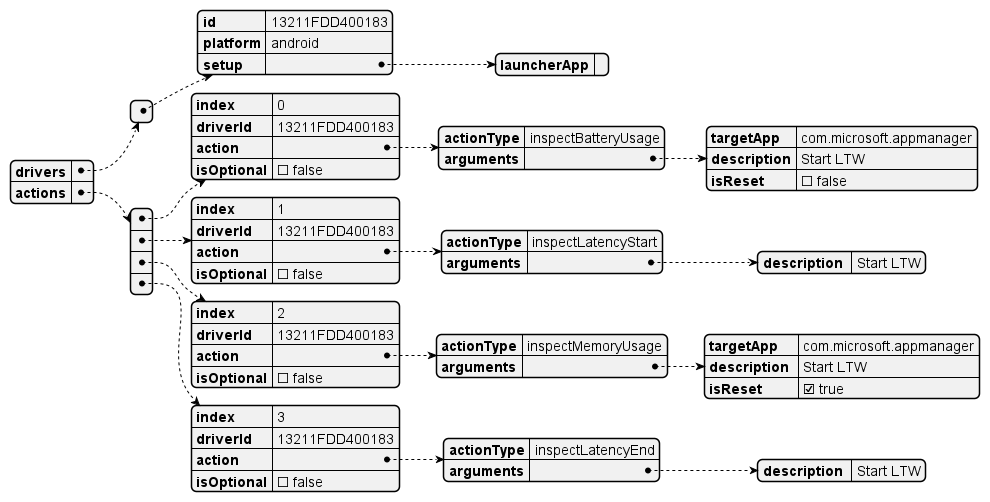 id 13211FDD400183
platform android
setup
launcherApp
drivers
actions
index 0
driverId 13211FDD400183
action
isOptional ☐ false
actionType inspectBatteryUsage
arguments
targetApp com.microsoft.appmanager
description Start LTW
isReset ☐ false
index 1
driverId 13211FDD400183
action
isOptional ☐ false
actionType inspectLatencyStart
arguments
description Start LTW
index 2
driverId 13211FDD400183
action
isOptional ☐ false
actionType inspectMemoryUsage
arguments
targetApp com.microsoft.appmanager
description Start LTW
isReset ☑ true
index 3
driverId 13211FDD400183
action
isOptional ☐ false
actionType inspectLatencyEnd
arguments
description Start LTW